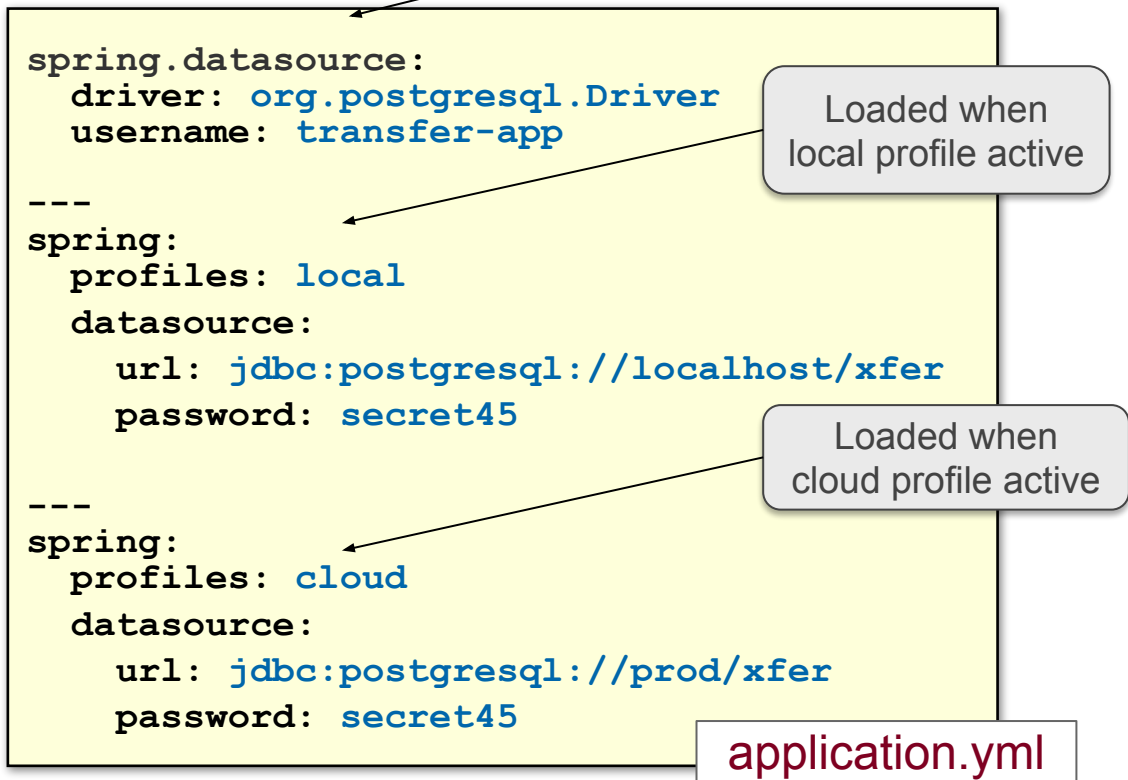 spring.datasource:
driver: org.postgresql.Driver
username: transfer-app
Loaded when
local profile active
---
spring:
profiles: local
datasource:
url: jdbc:postgresql://localhost/xfer
password: secret45
Loaded when
cloud profile active
---
spring:
profiles: cloud
datasource:
url: jdbc:postgresql://prod/xfer
password: secret45
application.yml